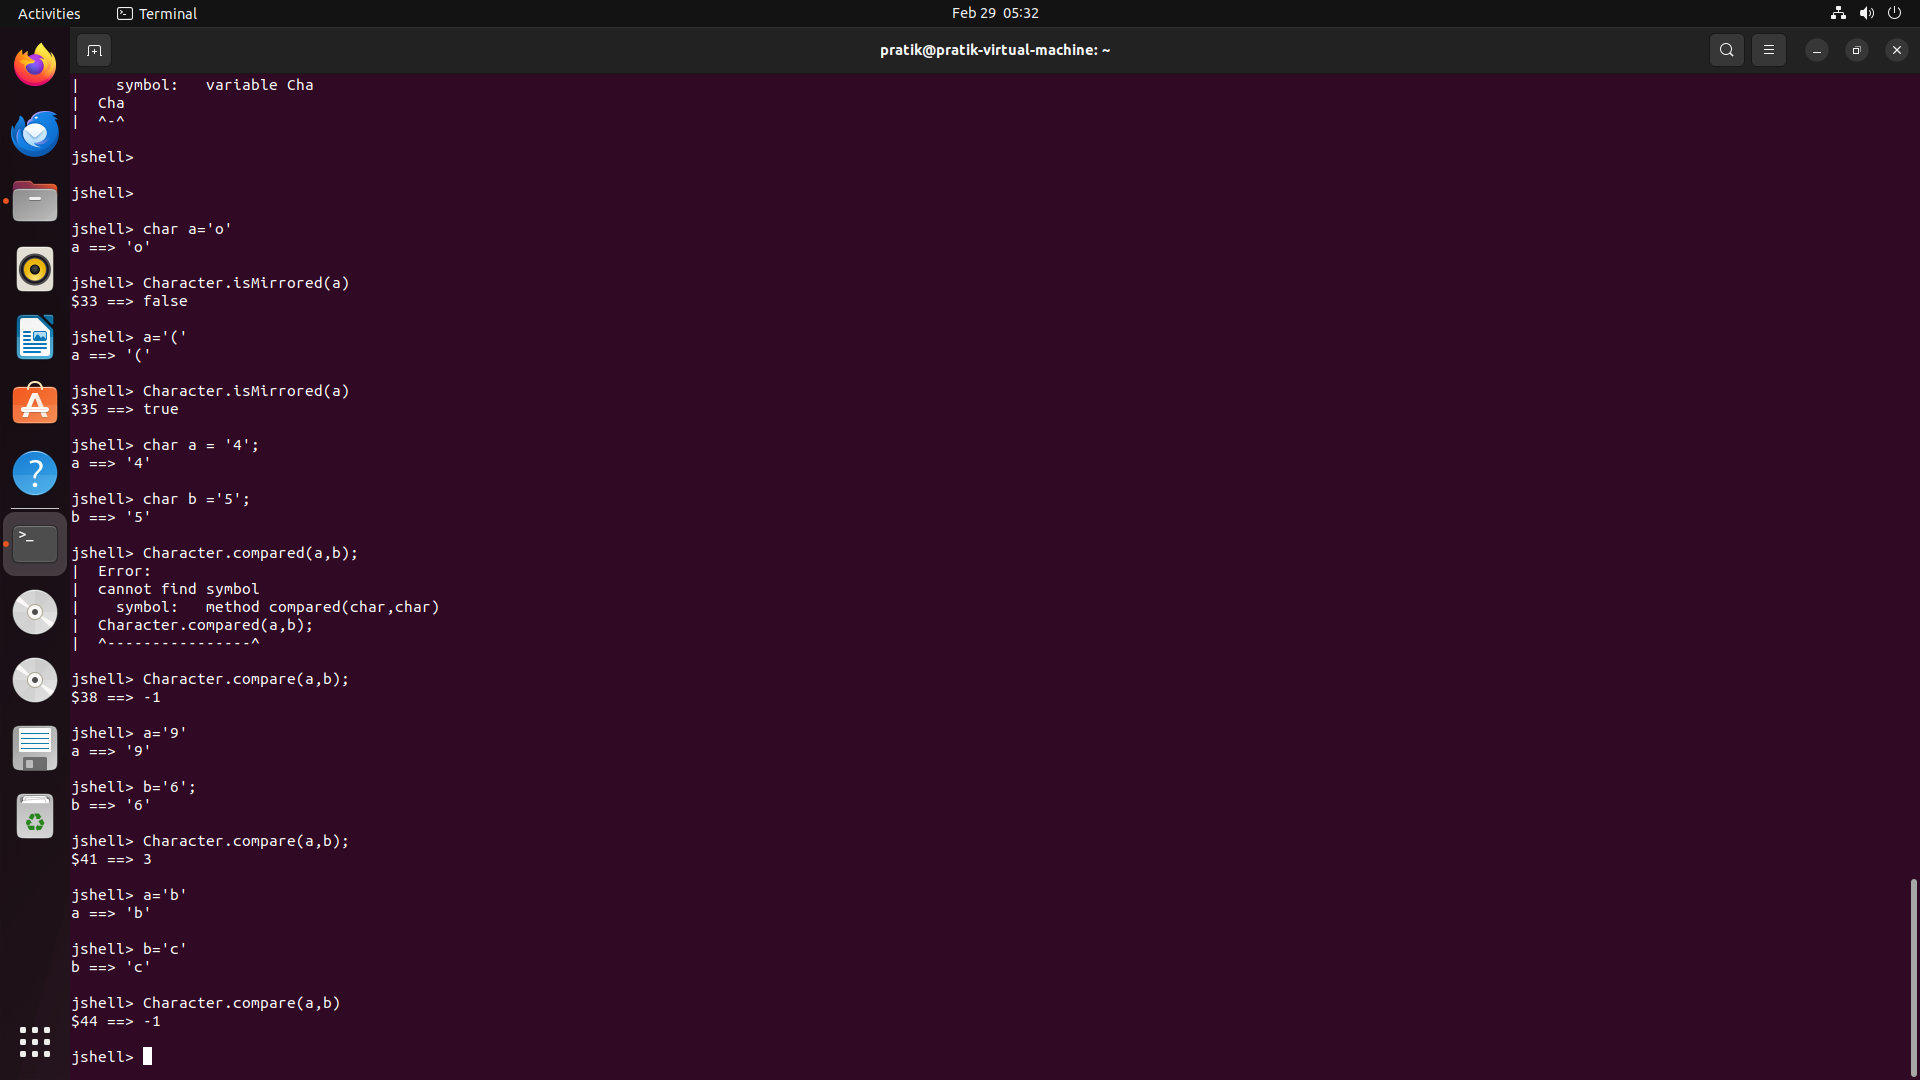 Activities Terminal Feb 29 05:32
pratik@pratik-virtual-machine: ~
|    symbol:   variable Cha
|  Cha
|  ^-^
jshell>
jshell>
jshell> char a='o'
a ==> 'o'
jshell> Character.isMirrored(a)
$33 ==> false
jshell> a='('
a ==> '('
jshell> Character.isMirrored(a)
$35 ==> true
jshell> char a = '4';
a ==> '4'
jshell> char b ='5';
b ==> '5'
jshell> Character.compared(a,b);
|  Error:
|  cannot find symbol
|    symbol:   method compared(char,char)
|  Character.compared(a,b);
|  ^----------------^
jshell> Character.compare(a,b);
$38 ==> -1
jshell> a='9'
a ==> '9'
jshell> b='6';
b ==> '6'
jshell> Character.compare(a,b);
$41 ==> 3
jshell> a='b'
a ==> 'b'
jshell> b='c'
b ==> 'c'
jshell> Character.compare(a,b)
$44 ==> -1
jshell>